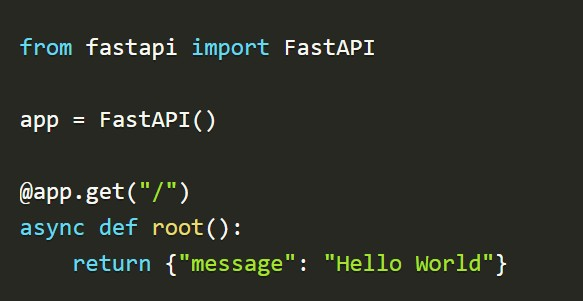 from fastapi import FastAPI
app = FastAPI()
@app.get("/")
async def root():
    return {"message": "Hello World"}